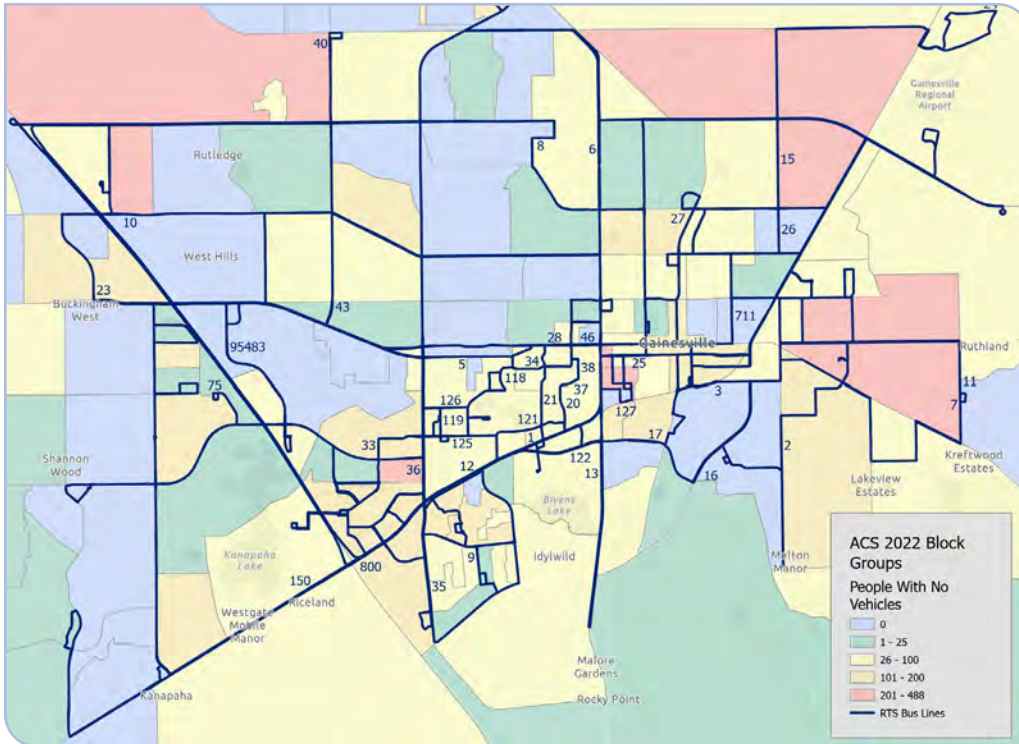 40
Gainesville
Regional
Airport
Rutledge
8
6
15
27
10
26
West Hills
23
Buckingham
West
43
711
95483
28
46
Gainesville
Ruthland
5
34
25
118
38
75
37
11
126
21
3
7
119
121
20
127
33
125
1
17
2
Shannon
Wood
36
12
122
13
16
Kreftwood
Estates
Lakeview
Estates
Bivens
Lake
Kanapaha
Lake
9
Idylwild
Melton
Manor
800
150
35
Riceland
Westgate
Mobile
Manor
Malore
Gardens
Kanapaha
Rocky Point
ACS 2022 Block
Groups
People With No
Vehicles
0
1 - 25
26 - 100
101 - 200
201 - 488
RTS Bus Lines